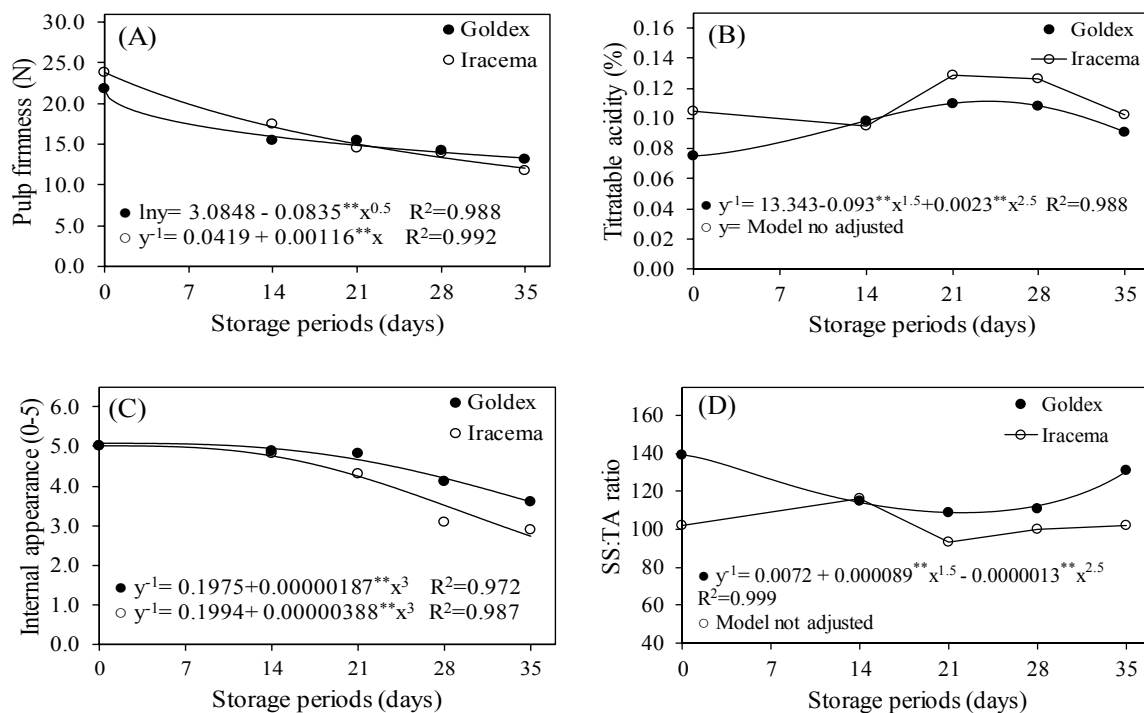 (A)
Goldex
Iracema
Pulp firmness (N)
30.0
25.0
20.0
15.0
10.0
5.0
0.0
● lny= 3.0848 - 0.0835**x^0.5 R²=0.988
○ y⁻¹= 0.0419 + 0.00116**x R²=0.992
0 7 14 21 28 35
Storage periods (days)
(B)
Goldex
Iracema
Titratable acidity (%)
0.16
0.14
0.12
0.10
0.08
0.06
0.04
0.02
0.00
● y⁻¹= 13.343-0.093**x^1.5+0.0023**x^2.5 R²=0.988
○ y= Model no adjusted
0 7 14 21 28 35
Storage periods (days)
(C)
Goldex
Iracema
Internal appearance (0-5)
6.0
5.0
4.0
3.0
2.0
1.0
0.0
● y⁻¹= 0.1975+0.00000187**x³ R²=0.972
○ y⁻¹= 0.1994+ 0.00000388**x³ R²=0.987
0 7 14 21 28 35
Storage periods (days)
(D)
Goldex
Iracema
SS:TA ratio
160
140
120
100
80
60
40
● y⁻¹= 0.0072 + 0.000089**x^1.5 - 0.0000013**x^2.5
R²=0.999
○ Model not adjusted
0 7 14 21 28 35
Storage periods (days)